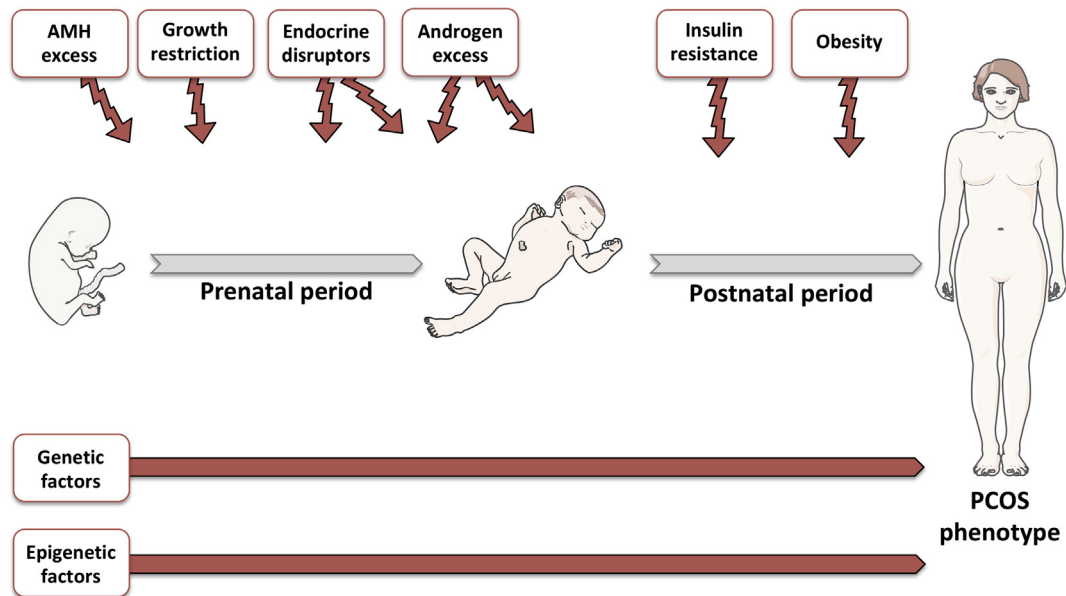 AMH
excess
Growth
restriction
Endocrine
disruptors
Androgen
excess
Insulin
resistance
Obesity
Prenatal period
Postnatal period
Genetic
factors
PCOS
phenotype
Epigenetic
factors